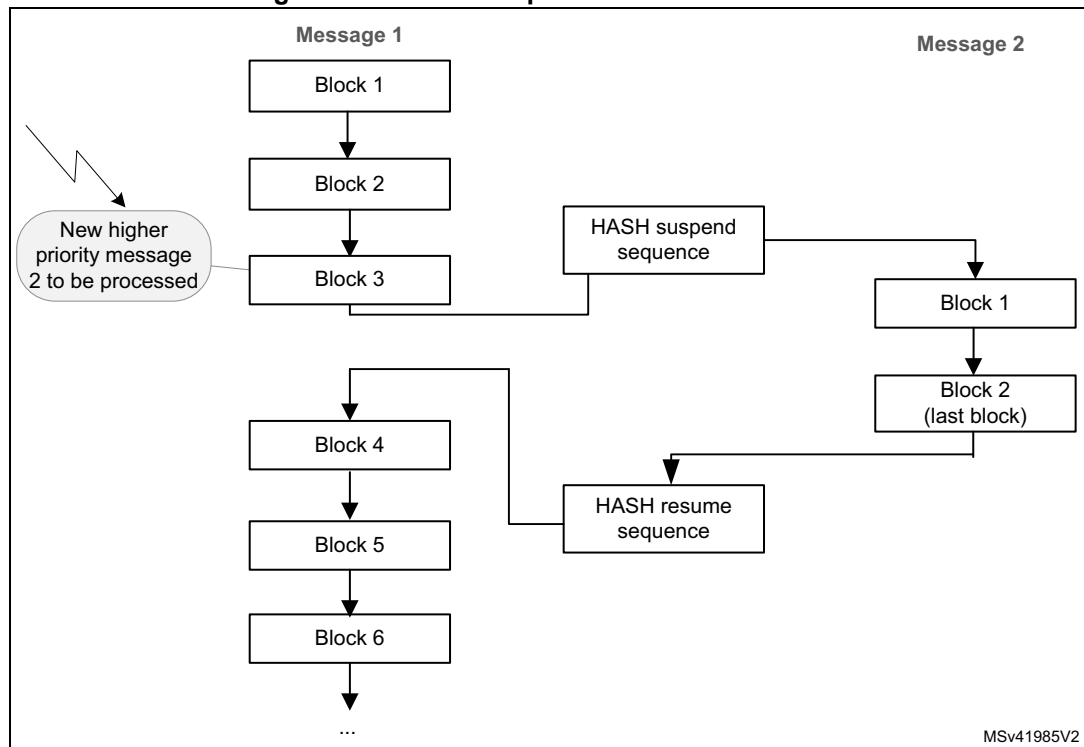 Message 1
Message 2
Block 1
Block 2
New higher
priority message
2 to be processed
Block 3
HASH suspend
sequence
Block 1
Block 2
(last block)
Block 4
HASH resume
sequence
Block 5
Block 6
...
MSv41985V2